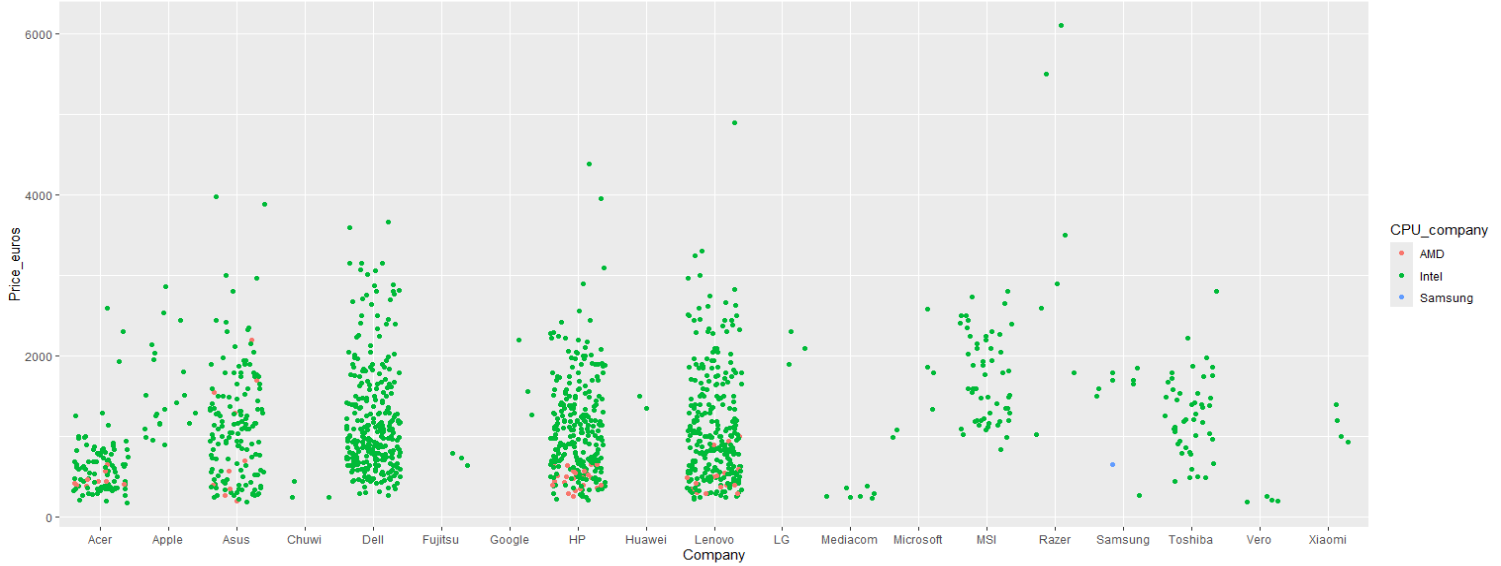 6000
4000
2000
0
Price_euros
Acer Apple Asus Chuwi Dell Fujitsu Google HP Huawei Lenovo LG Mediacom Microsoft MSI Razer Samsung Toshiba Vero Xiaomi
Company
CPU_company
AMD
Intel
Samsung